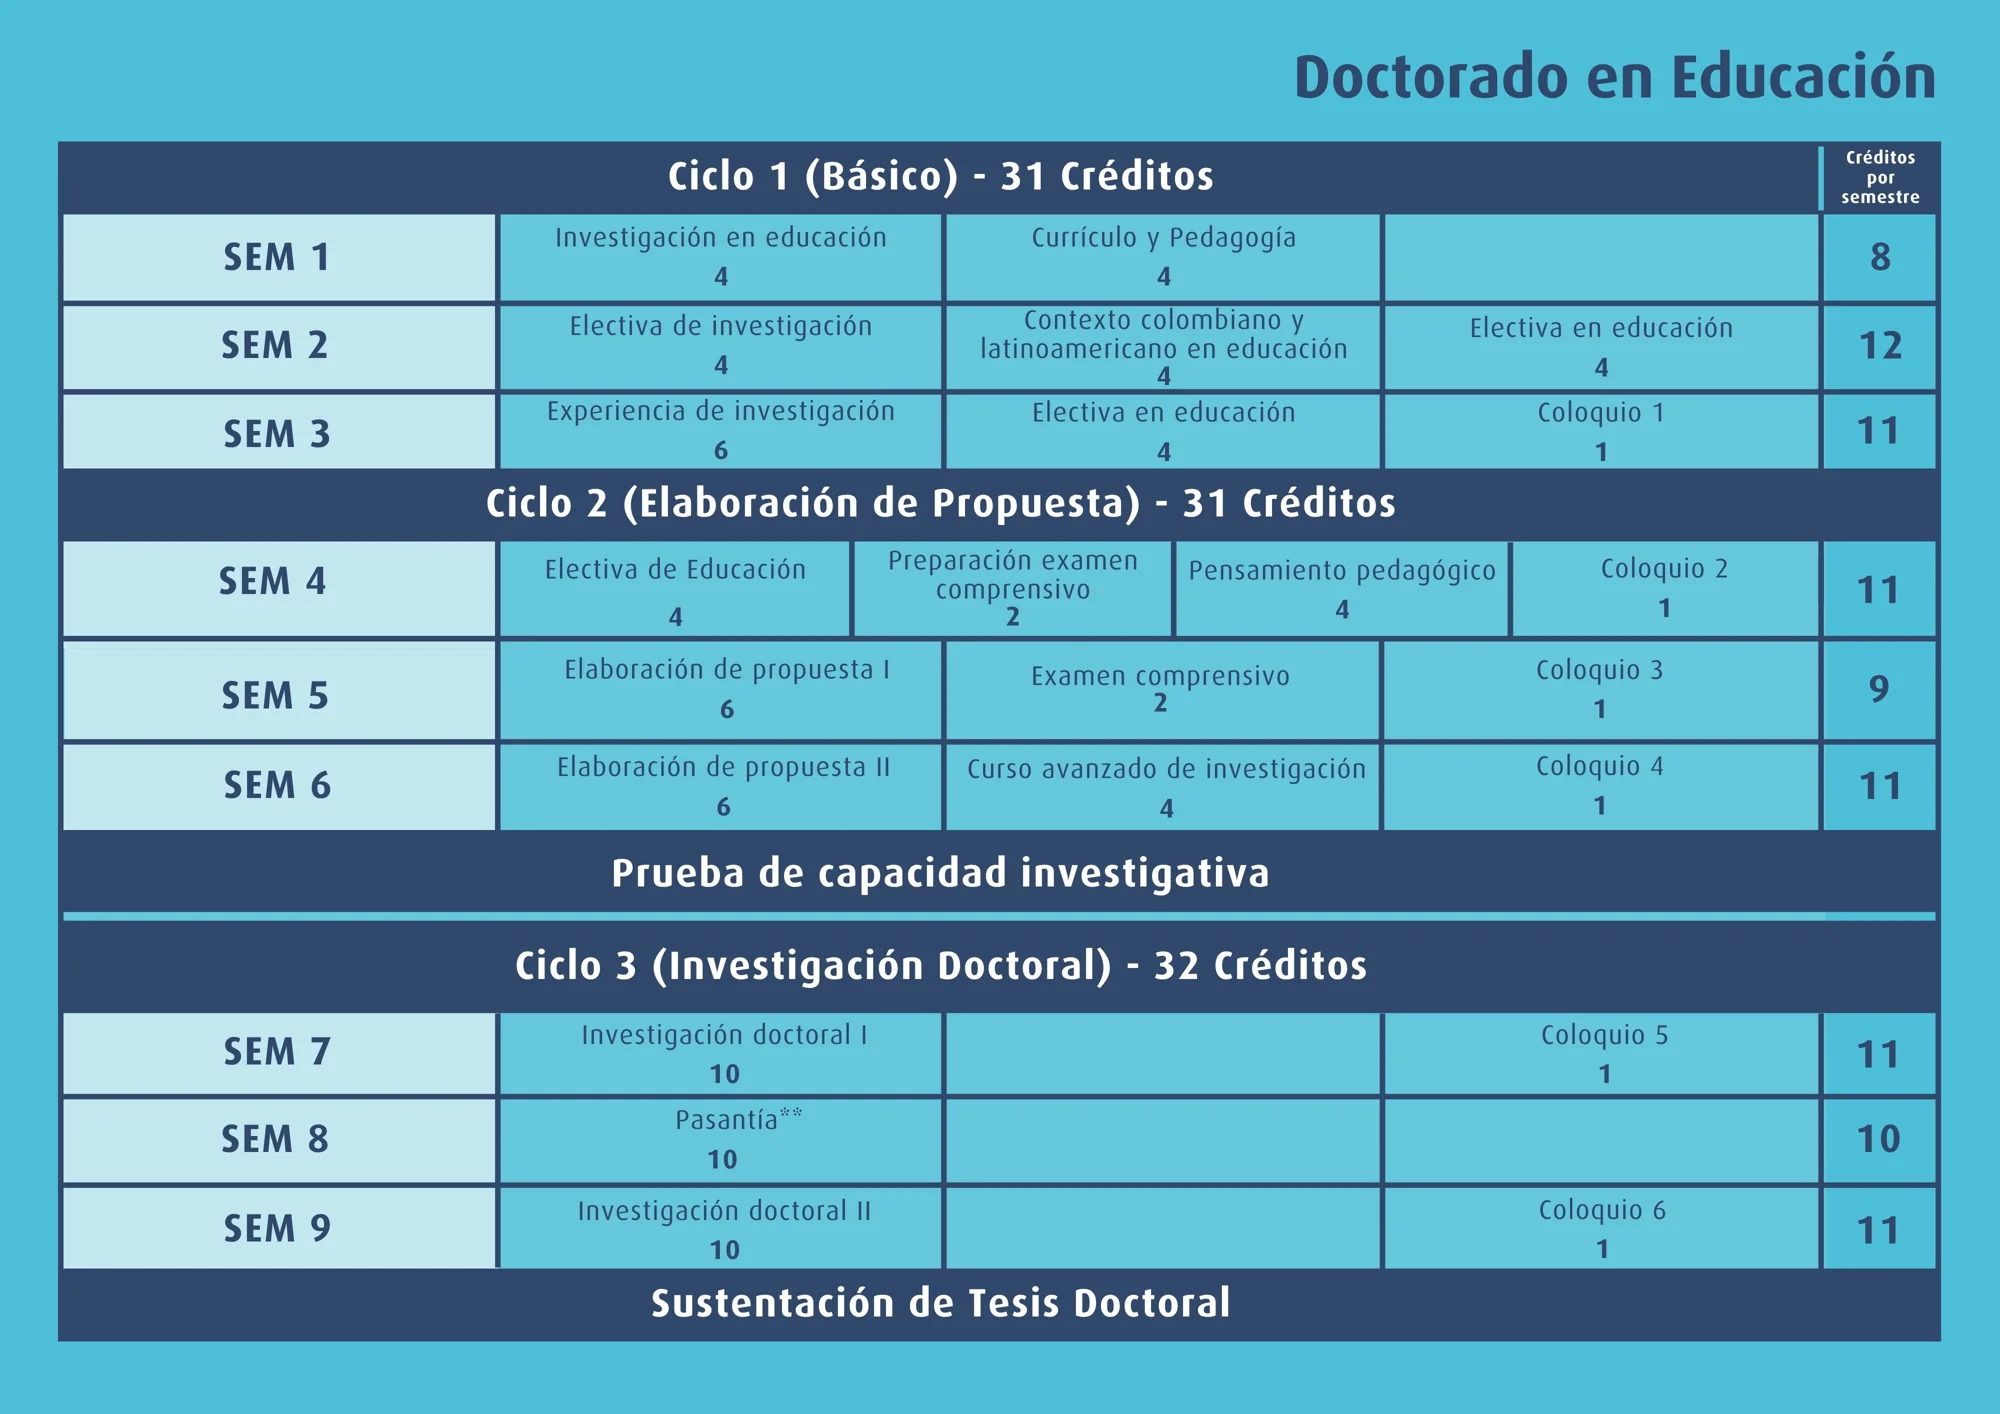 Doctorado en Educación
Ciclo 1 (Básico) - 31 Créditos
Créditos
por
semestre
SEM 1
Investigación en educación
4
Currículo y Pedagogía
4
8
SEM 2
Electiva de investigación
4
Contexto colombiano y
latinoamericano en educación
4
Electiva en educación
4
12
SEM 3
Experiencia de investigación
6
Electiva en educación
4
Coloquio 1
1
11
Ciclo 2 (Elaboración de Propuesta) - 31 Créditos
SEM 4
Electiva de Educación
4
Preparación examen
comprensivo
2
Pensamiento pedagógico
4
Coloquio 2
1
11
SEM 5
Elaboración de propuesta I
6
Examen comprensivo
2
Coloquio 3
1
9
SEM 6
Elaboración de propuesta II
6
Curso avanzado de investigación
4
Coloquio 4
1
11
Prueba de capacidad investigativa
Ciclo 3 (Investigación Doctoral) - 32 Créditos
SEM 7
Investigación doctoral I
10
Coloquio 5
1
11
SEM 8
Pasantía**
10
10
SEM 9
Investigación doctoral II
10
Coloquio 6
1
11
Sustentación de Tesis Doctoral